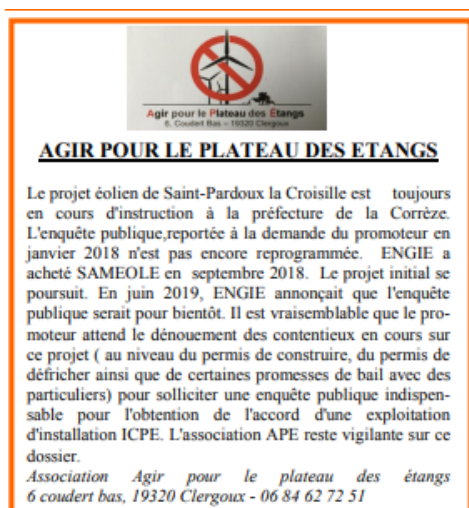 Agir pour le Plateau des Etangs
6, Coudert Bas – 19320 Clergoux
AGIR POUR LE PLATEAU DES ETANGS
Le projet éolien de Saint-Pardoux la Croisille est toujours
en cours d'instruction à la préfecture de la Corrèze.
L'enquête publique,reportée à la demande du promoteur en
janvier 2018 n'est pas encore reprogrammée. ENGIE a
acheté SAMEOLE en septembre 2018. Le projet initial se
poursuit. En juin 2019, ENGIE annonçait que l'enquête
publique serait pour bientôt. Il est vraisemblable que le pro-
moteur attend le dénouement des contentieux en cours sur
ce projet ( au niveau du permis de construire, du permis de
défricher ainsi que de certaines promesses de bail avec des
particuliers) pour solliciter une enquête publique indispen-
sable pour l'obtention de l'accord d'une exploitation
d'installation ICPE. L'association APE reste vigilante sur ce
dossier.
Association Agir pour le plateau des étangs
6 coudert bas, 19320 Clergoux - 06 84 62 72 51